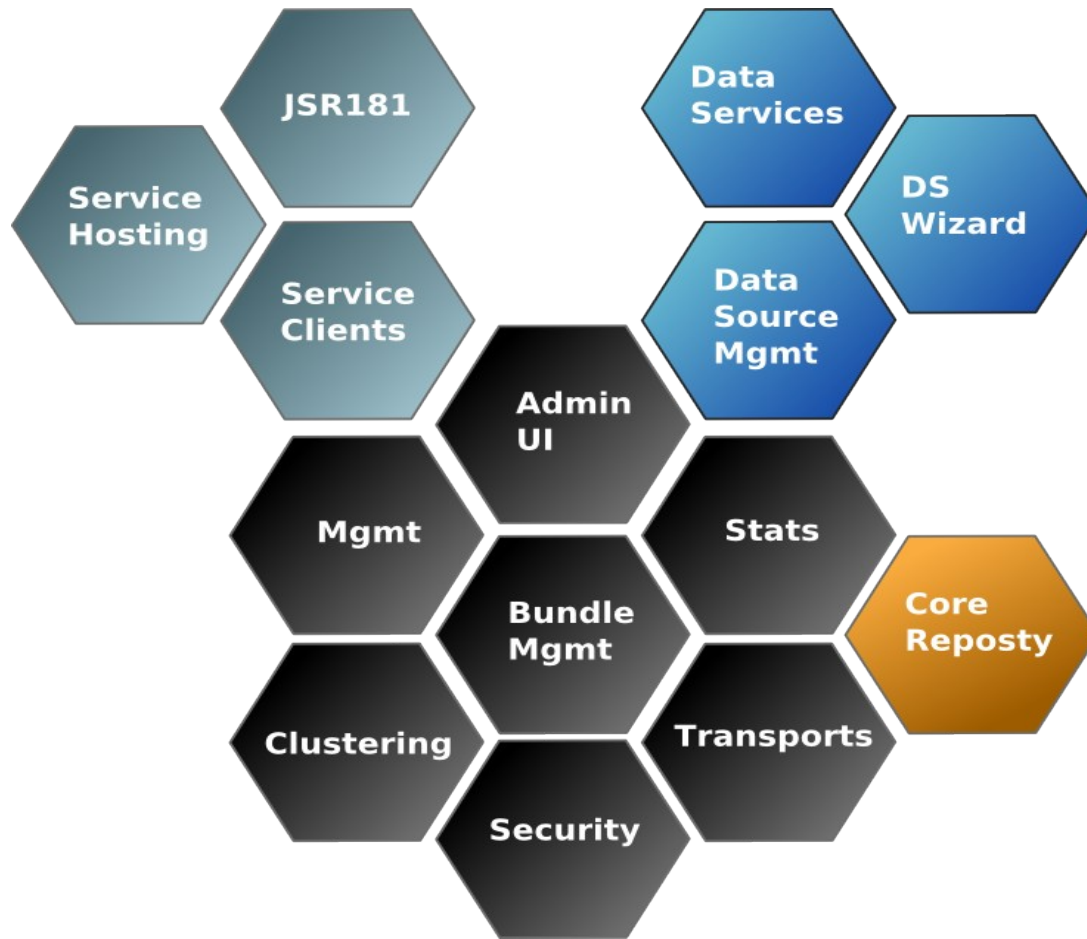 JSR181
Data
Services
Service
Hosting
DS
Wizard
Service
Clients
Data
Source
Mgmt
Admin
UI
Mgmt
Stats
Bundle
Mgmt
Core
Reposty
Clustering
Transports
Security